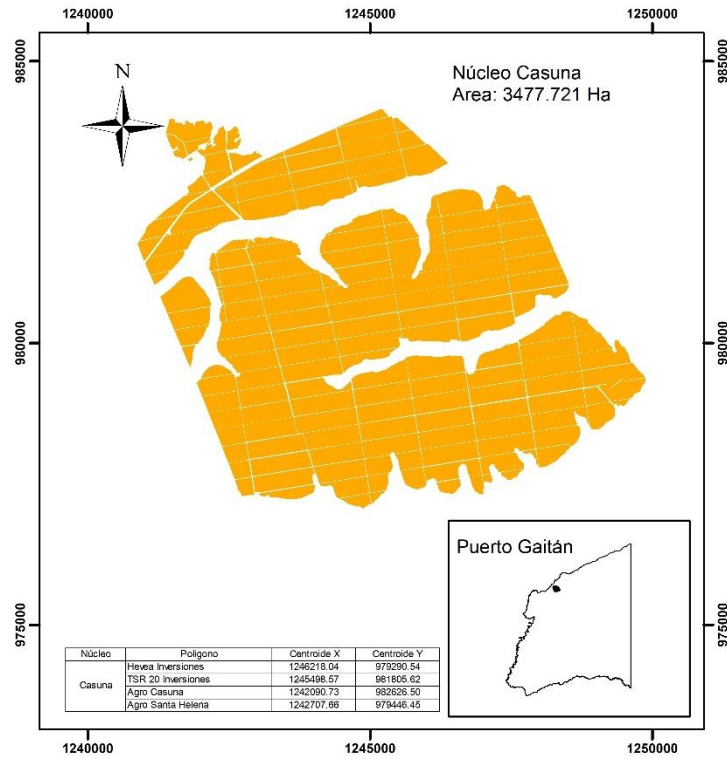 1240000 1245000 1250000
985000 985000
N
Núcleo Casuna
Area: 3477.721 Ha
980000 980000
Puerto Gaitán
975000 975000
Núcleo Poligono Centroide X Centroide Y
Casuna
Hevea Inversiones 1246218.04 979290.54
TSR 20 Inversiones 1245498.57 981805.62
Agro Casuna 1242090.73 982626.50
Agro Santa Helena 1242707.66 979446.45
1240000 1245000 1250000